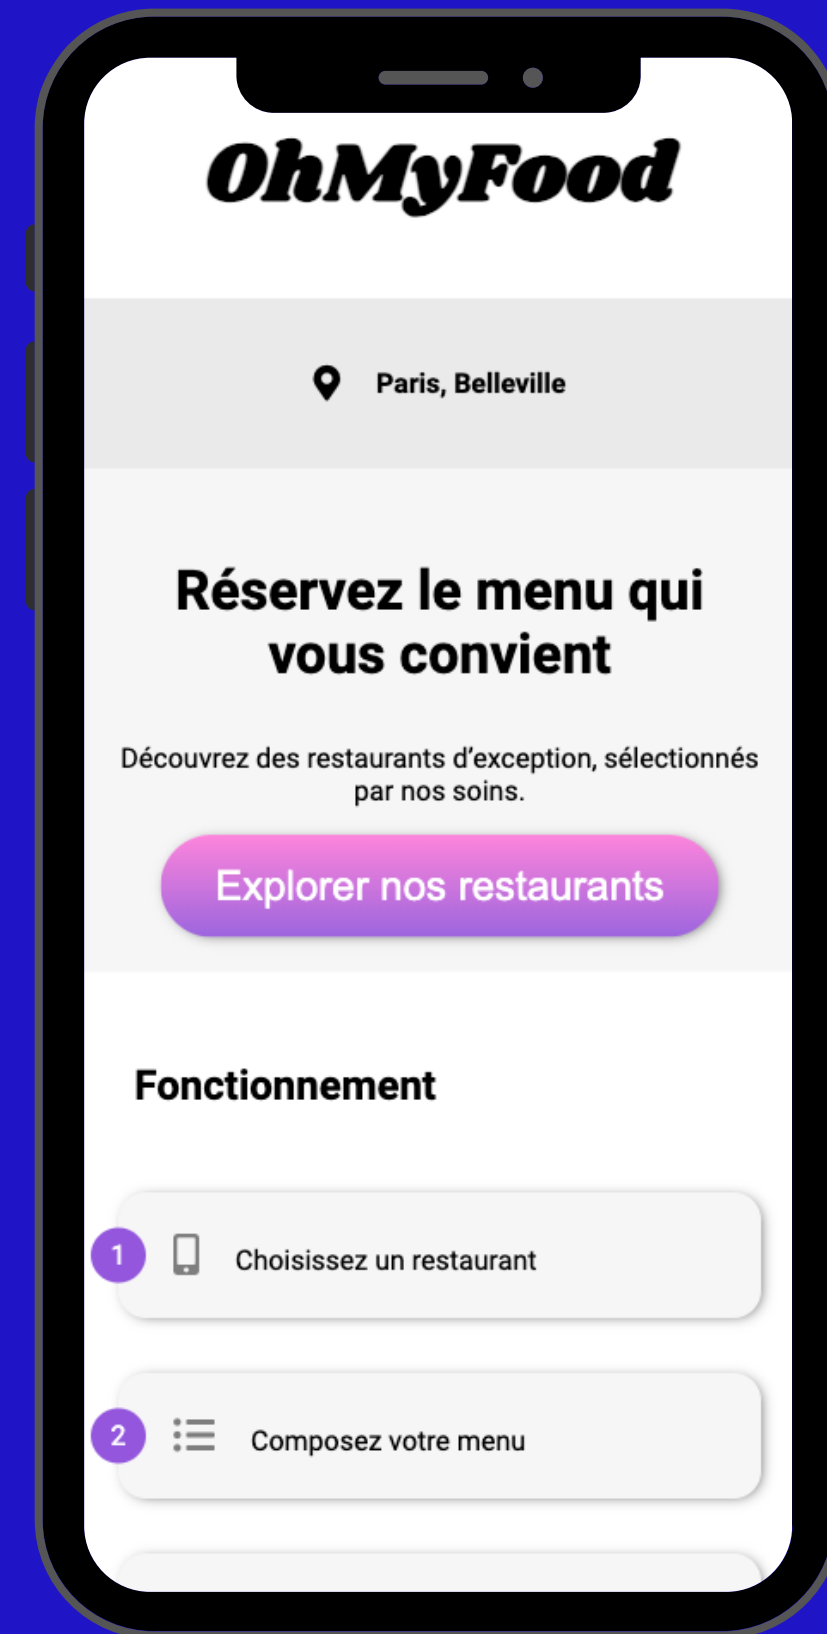 OhMyFood
Paris, Belleville
Réservez le menu qui
vous convient
Découvrez des restaurants d’exception, sélectionnés
par nos soins.
Explorer nos restaurants
Fonctionnement
1 Choisissez un restaurant
2 Composez votre menu